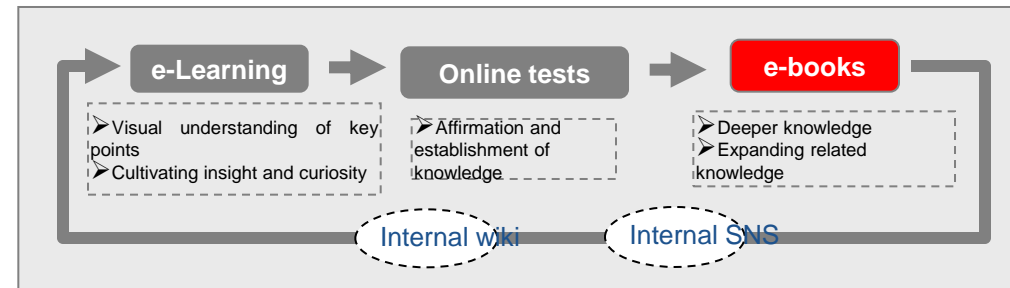 e-Learning
Online tests
e-books
➢Visual understanding of key
points
➢Cultivating insight and curiosity
➢Affirmation and
establishment of
knowledge
➢Deeper knowledge
➢Expanding related
knowledge
Internal wiki
Internal SNS